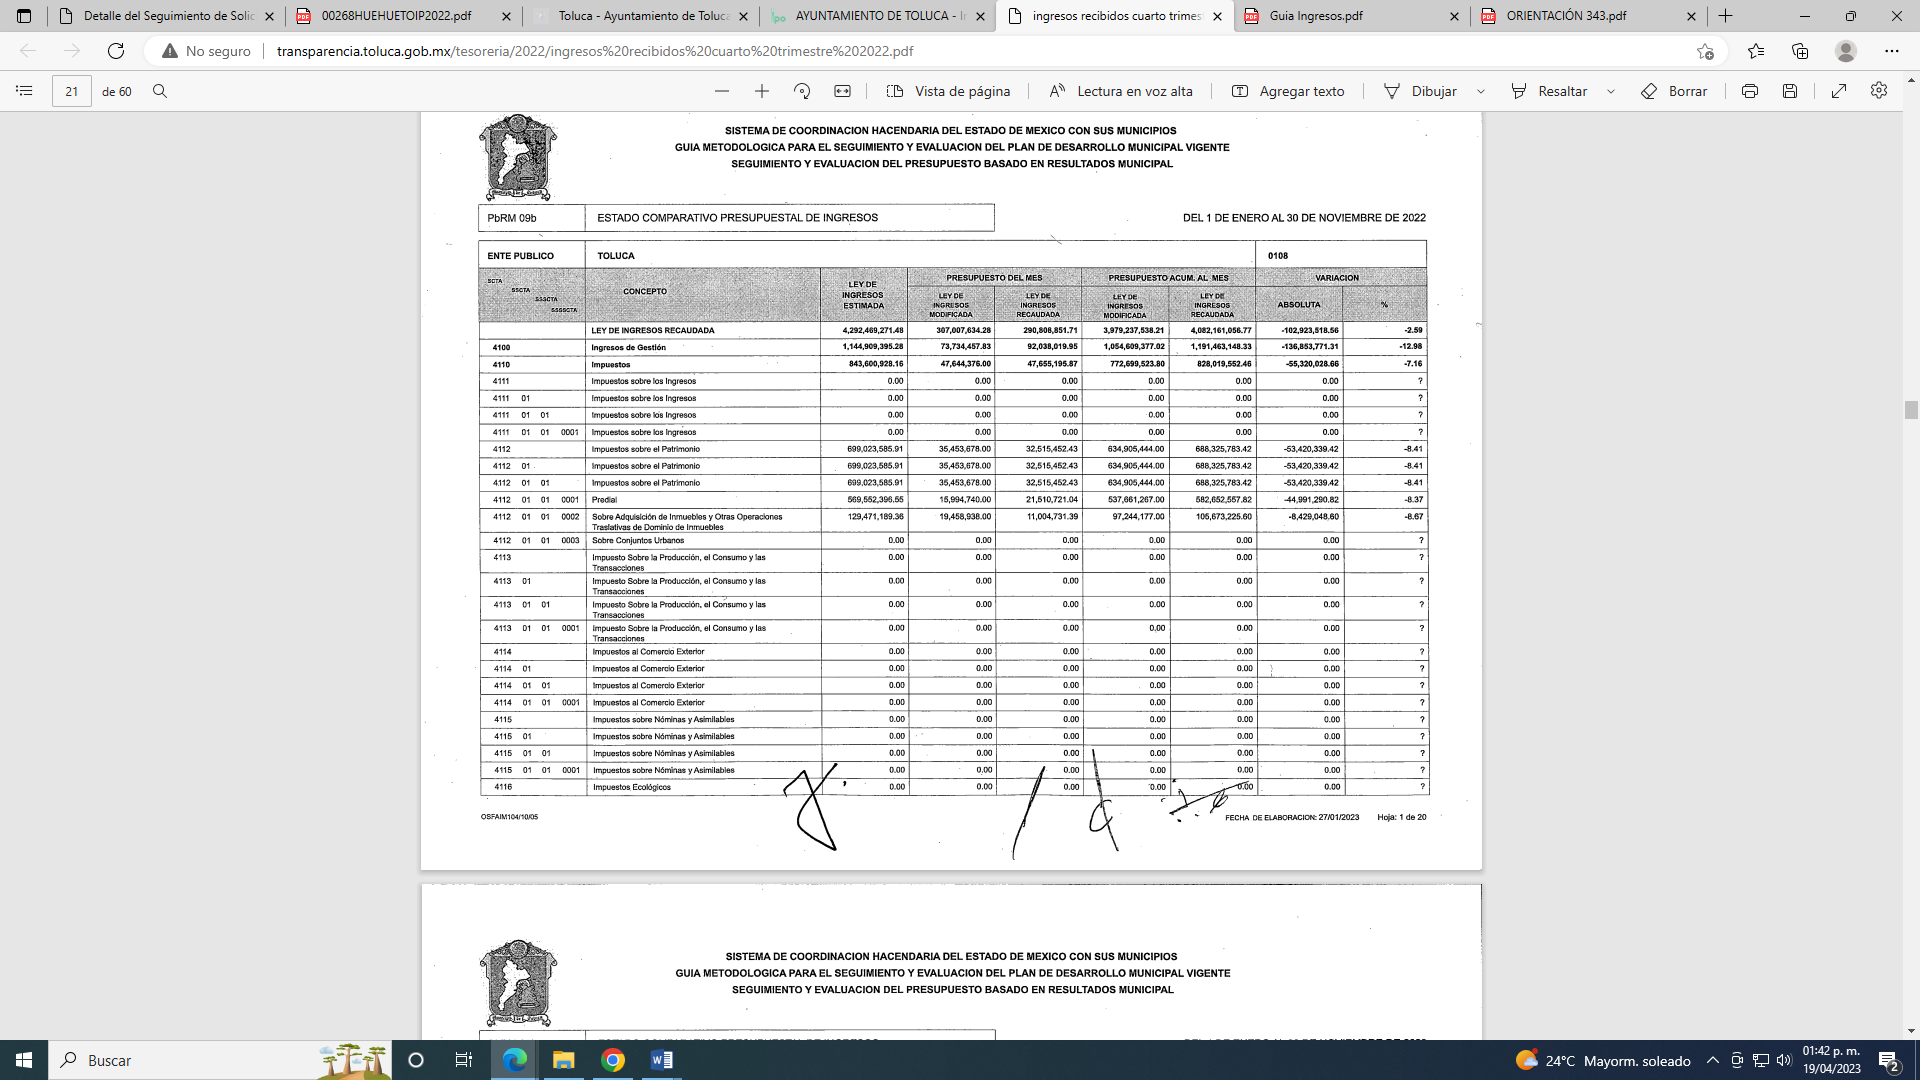 Detalle del Seguimiento de Solic
00268HUEHUETOIP2022.pdf
Toluca - Ayuntamiento de Toluca
AYUNTAMIENTO DE TOLUCA - I
ingresos recibidos cuarto trimes
Guia Ingresos.pdf
ORIENTACIÓN 343.pdf
No seguro
transparencia.toluca.gob.mx/tesoreria/2022/ingresos%20recibidos%20cuarto%20trimestre%202022.pdf
21 de 60
Vista de página
Lectura en voz alta
Agregar texto
Dibujar
Resaltar
Borrar
SISTEMA DE COORDINACION HACENDARIA DEL ESTADO DE MEXICO CON SUS MUNICIPIOS
GUIA METODOLOGICA PARA EL SEGUIMIENTO Y EVALUACION DEL PLAN DE DESARROLLO MUNICIPAL VIGENTE
SEGUIMIENTO Y EVALUACION DEL PRESUPUESTO BASADO EN RESULTADOS MUNICIPAL
PbRM 09b ESTADO COMPARATIVO PRESUPUESTAL DE INGRESOS DEL 1 DE ENERO AL 30 DE NOVIEMBRE DE 2022
ENTE PUBLICO TOLUCA 0108
SCTA SSCTA SSSCTA SSSSCTA
CONCEPTO
LEY DE INGRESOS ESTIMADA
PRESUPUESTO DEL MES
LEY DE INGRESOS MODIFICADA
LEY DE INGRESOS RECAUDADA
PRESUPUESTO ACUM. AL MES
LEY DE INGRESOS MODIFICADA
LEY DE INGRESOS RECAUDADA
VARIACION
ABSOLUTA %
LEY DE INGRESOS RECAUDADA 4,292,469,271.48 307,007,634.28 290,808,851.71 3,979,237,538.21 4,082,161,056.77 -102,923,518.56 -2.59
4100 Ingresos de Gestión 1,144,909,395.28 73,734,457.83 92,038,019.95 1,054,609,377.02 1,191,463,148.33 -136,853,771.31 -12.98
4110 Impuestos 843,600,928.16 47,644,376.00 47,655,195.87 772,699,523.80 828,019,552.46 -55,320,028.66 -7.16
4111 Impuestos sobre los Ingresos 0.00 0.00 0.00 0.00 0.00 0.00 ?
4111 01 Impuestos sobre los Ingresos 0.00 0.00 0.00 0.00 0.00 0.00 ?
4111 01 01 Impuestos sobre los Ingresos 0.00 0.00 0.00 0.00 0.00 0.00 ?
4111 01 01 0001 Impuestos sobre los Ingresos 0.00 0.00 0.00 0.00 0.00 0.00 ?
4112 Impuestos sobre el Patrimonio 699,023,585.91 35,453,678.00 32,515,452.43 634,905,444.00 688,325,783.42 -53,420,339.42 -8.41
4112 01 Impuestos sobre el Patrimonio 699,023,585.91 35,453,678.00 32,515,452.43 634,905,444.00 688,325,783.42 -53,420,339.42 -8.41
4112 01 01 Impuestos sobre el Patrimonio 699,023,585.91 35,453,678.00 32,515,452.43 634,905,444.00 688,325,783.42 -53,420,339.42 -8.41
4112 01 01 0001 Predial 569,552,396.55 15,994,740.00 21,510,721.04 537,661,267.00 582,652,557.82 -44,991,290.82 -8.37
4112 01 01 0002 Sobre Adquisición de Inmuebles y Otras Operaciones 129,471,189.36 19,458,938.00 11,004,731.39 97,244,177.00 105,673,225.60 -8,429,048.60 -8.67
Traslativas de Dominio de Inmuebles
4112 01 01 0003 Sobre Conjuntos Urbanos 0.00 0.00 0.00 0.00 0.00 0.00 ?
4113 Impuesto Sobre la Producción, el Consumo y las 0.00 0.00 0.00 0.00 0.00 0.00 ?
Transacciones
4113 01 Impuesto Sobre la Producción, el Consumo y las 0.00 0.00 0.00 0.00 0.00 0.00 ?
Transacciones
4113 01 01 Impuesto Sobre la Producción, el Consumo y las 0.00 0.00 0.00 0.00 0.00 0.00 ?
Transacciones
4113 01 01 0001 Impuesto Sobre la Producción, el Consumo y las 0.00 0.00 0.00 0.00 0.00 0.00 ?
Transacciones
4114 Impuestos al Comercio Exterior 0.00 0.00 0.00 0.00 0.00 0.00 ?
4114 01 Impuestos al Comercio Exterior 0.00 0.00 0.00 0.00 0.00 0.00 ?
4114 01 01 Impuestos al Comercio Exterior 0.00 0.00 0.00 0.00 0.00 0.00 ?
4114 01 01 0001 Impuestos al Comercio Exterior 0.00 0.00 0.00 0.00 0.00 0.00 ?
4115 Impuestos sobre Nóminas y Asimilables 0.00 0.00 0.00 0.00 0.00 0.00 ?
4115 01 Impuestos sobre Nóminas y Asimilables 0.00 0.00 0.00 0.00 0.00 0.00 ?
4115 01 01 Impuestos sobre Nóminas y Asimilables 0.00 0.00 0.00 0.00 0.00 0.00 ?
4115 01 01 0001 Impuestos sobre Nóminas y Asimilables 0.00 0.00 0.00 0.00 0.00 0.00 ?
4116 Impuestos Ecológicos 0.00 0.00 0.00 0.00 0.00 0.00 ?
OSFAIM104/10/05 FECHA DE ELABORACION: 27/01/2023 Hoja: 1 de 20
SISTEMA DE COORDINACION HACENDARIA DEL ESTADO DE MEXICO CON SUS MUNICIPIOS
GUIA METODOLOGICA PARA EL SEGUIMIENTO Y EVALUACION DEL PLAN DE DESARROLLO MUNICIPAL VIGENTE
SEGUIMIENTO Y EVALUACION DEL PRESUPUESTO BASADO EN RESULTADOS MUNICIPAL
Buscar
24°C Mayorm. soleado
01:42 p. m.
19/04/2023
2